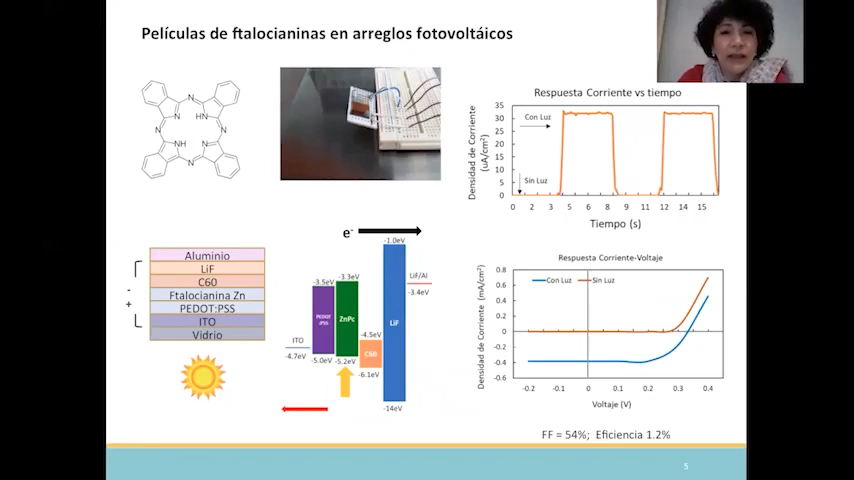 Películas de ftalocianinas en arreglos fotovoltáicos
N
N
HN
N
N
NH
N
N
Respuesta Corriente vs tiempo
Densidad de Corriente
(uA/cm²)
35
30
25
20
15
10
5
0
Con Luz
Sin Luz
0 2 3 5 6 8 9 11 12 14 15
Tiempo (s)
e-
Aluminio
LiF
C60
Ftalocianina Zn
PEDOT:PSS
ITO
Vidrio
-
+
ITO
-4.7eV
-3.5eV
PEDOT
:PSS
-5.0eV
-3.3eV
ZnPc
-5.2eV
-4.5eV
C60
-6.1eV
-1.0eV
LiF
-14eV
LiF/Al
-3.4eV
Respuesta Corriente-Voltaje
Densidad de Corriente (mA/cm²)
Con Luz Sin Luz
0.8
0.6
0.4
0.2
0
-0.2
-0.4
-0.6
-0.2 -0.1 0 0.1 0.2 0.3 0.4
Voltaje (V)
FF = 54%; Eficiencia 1.2%
5